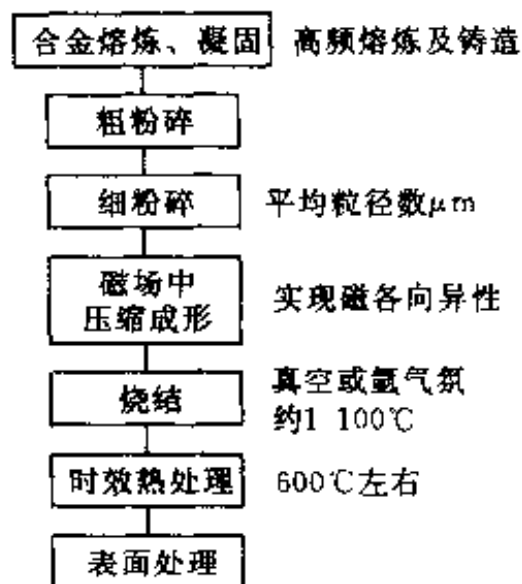 合金熔炼、凝固 高频熔炼及铸造
粗粉碎
细粉碎 平均粒径数μm
磁场中
压缩成形 实现磁各向异性
烧结 真空或氩气氛
约1 100℃
时效热处理 600℃左右
表面处理